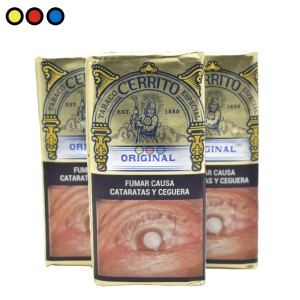 CERRITO
TABACO ESPECIAL
EST. 1880
ORIGINAL
FUMAR CAUSA
CATARATAS Y CEGUERA